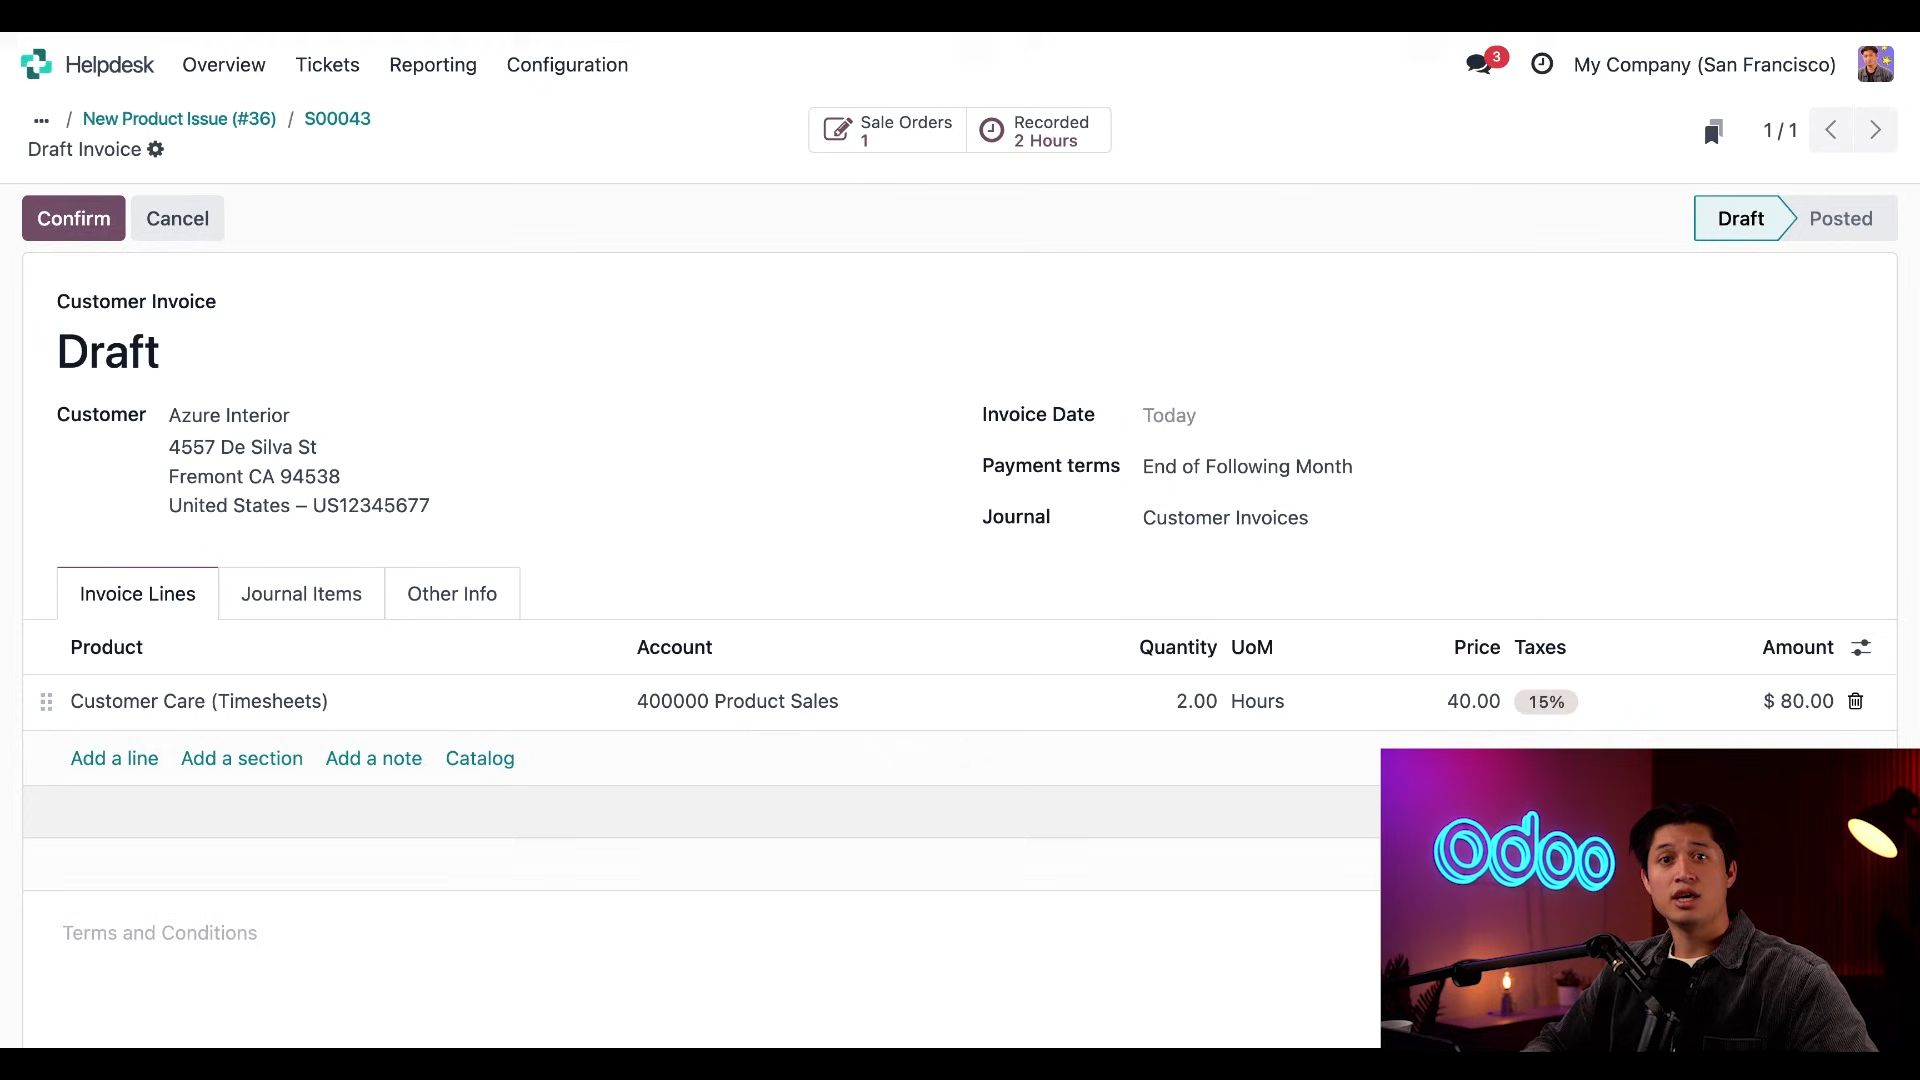 Helpdesk Overview Tickets Reporting Configuration
3 My Company (San Francisco)
... / New Product Issue (#36) / S00043
Draft Invoice
Sale Orders
1
Recorded
2 Hours
1 / 1
Confirm Cancel
Draft Posted
Customer Invoice
Draft
Customer Azure Interior
4557 De Silva St
Fremont CA 94538
United States – US12345677
Invoice Date Today
Payment terms End of Following Month
Journal Customer Invoices
Invoice Lines Journal Items Other Info
Product Account Quantity UoM Price Taxes Amount
Customer Care (Timesheets) 400000 Product Sales 2.00 Hours 40.00 15% $ 80.00
Add a line Add a section Add a note Catalog
odoo
Terms and Conditions